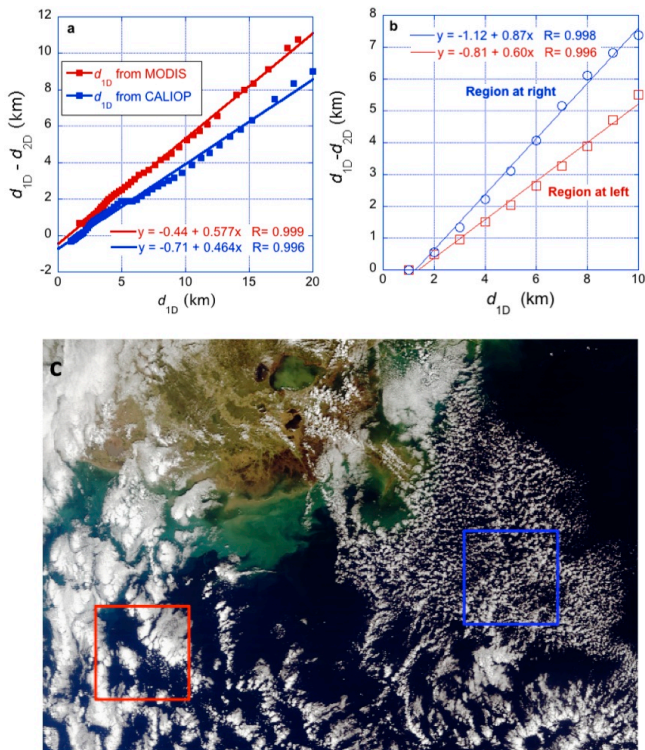 a
d1D from MODIS
d1D from CALIOP
y = -0.44 + 0.577x R= 0.999
y = -0.71 + 0.464x R= 0.996
12
10
8
6
4
2
0
-2
0 5 10 15 20
d1D (km)
d1D - d2D (km)
b
y = -1.12 + 0.87x R= 0.998
y = -0.81 + 0.60x R= 0.996
Region at right
Region at left
8
7
6
5
4
3
2
1
0
0 2 4 6 8 10
d1D (km)
d1D-d2D (km)
c